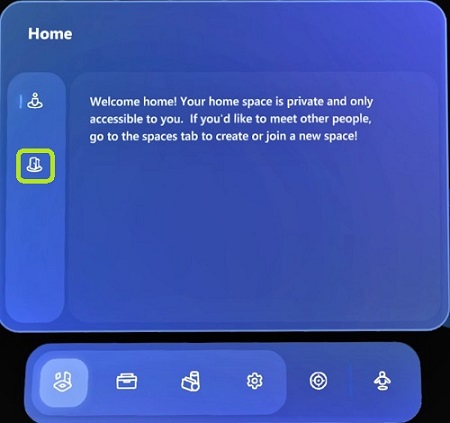 Home
Welcome home! Your home space is private and only
accessible to you. If you'd like to meet other people,
go to the spaces tab to create or join a new space!